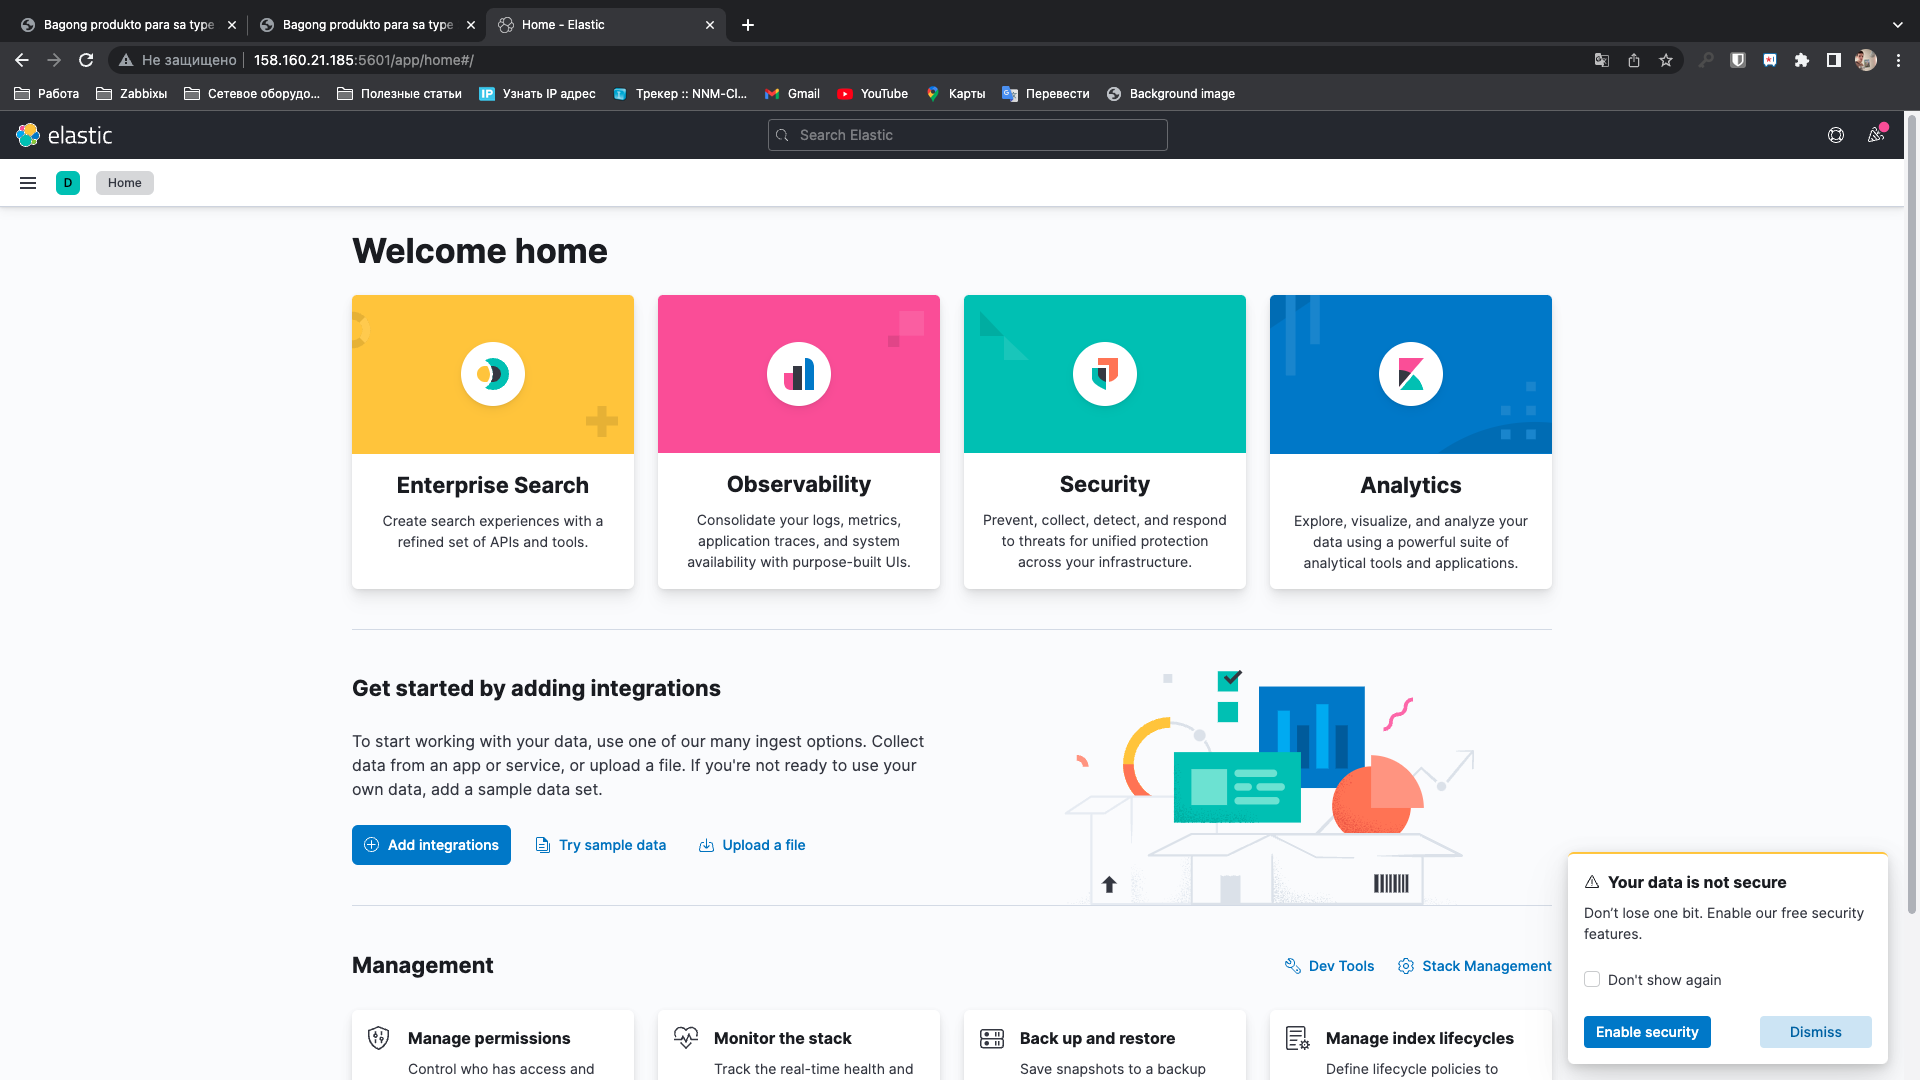 Bagong produkto para sa type
Bagong produkto para sa type
Home - Elastic
Не защищено
158.160.21.185:5601/app/home#/
Работа
Zabbixы
Сетевое оборудо...
Полезные статьи
IP
Узнать IP адрес
Трекер :: NNM-Cl...
Gmail
YouTube
Карты
Перевести
Background image
elastic
Search Elastic
D
Home
Welcome home
Enterprise Search
Create search experiences with a
refined set of APIs and tools.
Observability
Consolidate your logs, metrics,
application traces, and system
availability with purpose-built UIs.
Security
Prevent, collect, detect, and respond
to threats for unified protection
across your infrastructure.
Analytics
Explore, visualize, and analyze your
data using a powerful suite of
analytical tools and applications.
Get started by adding integrations
To start working with your data, use one of our many ingest options. Collect
data from an app or service, or upload a file. If you're not ready to use your
own data, add a sample data set.
Add integrations
Try sample data
Upload a file
Management
Dev Tools
Stack Management
Manage permissions
Control who has access and
Monitor the stack
Track the real-time health and
Back up and restore
Save snapshots to a backup
Manage index lifecycles
Define lifecycle policies to
Your data is not secure
Don’t lose one bit. Enable our free security
features.
Don't show again
Enable security
Dismiss